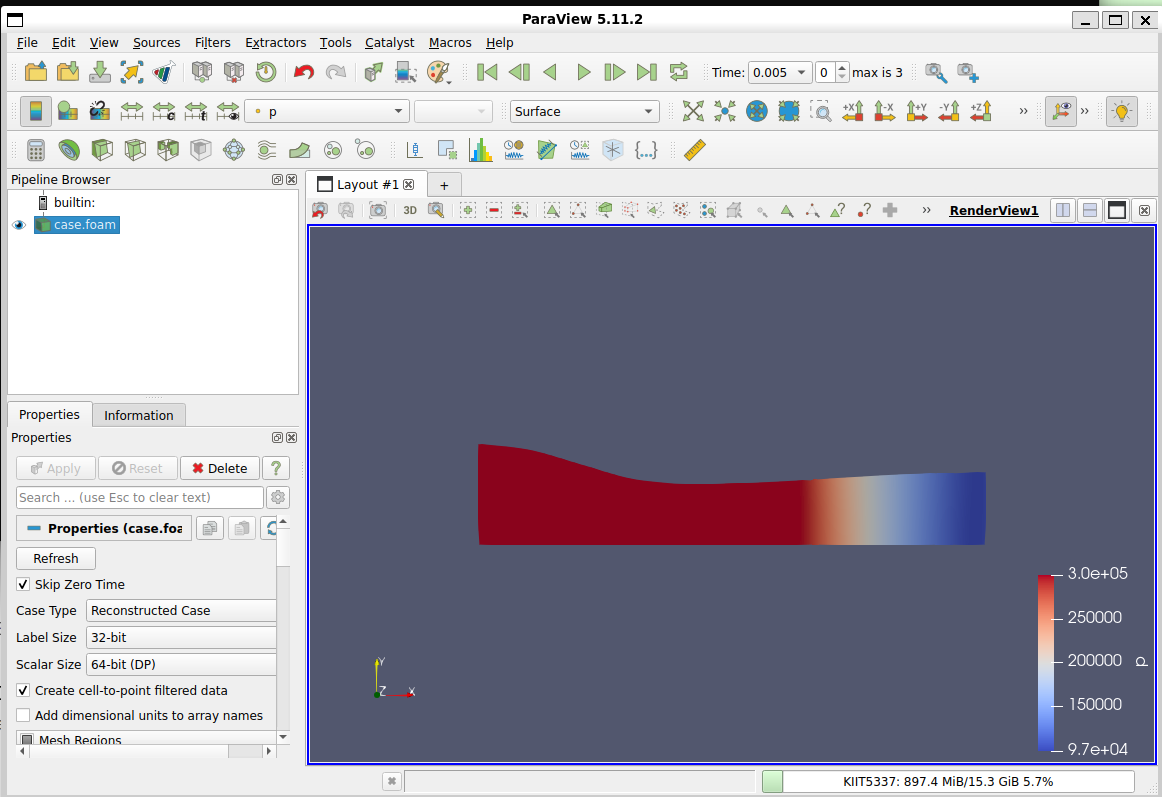 ParaView 5.11.2
File Edit View Sources Filters Extractors Tools Catalyst Macros Help
Time: 0.005 0 max is 3
p Surface +X -X +Y -Y +Z
Pipeline Browser
builtin:
case.foam
Layout #1 +
3D RenderView1
Properties Information
Properties
Apply Reset Delete ?
Search ... (use Esc to clear text)
Properties (case.foa
Refresh
Skip Zero Time
Case Type Reconstructed Case
Label Size 32-bit
Scalar Size 64-bit (DP)
Create cell-to-point filtered data
Add dimensional units to array names
Mesh Regions
Y
Z X
3.0e+05
250000
200000
150000
9.7e+04
p
KIIT5337: 897.4 MiB/15.3 GiB 5.7%